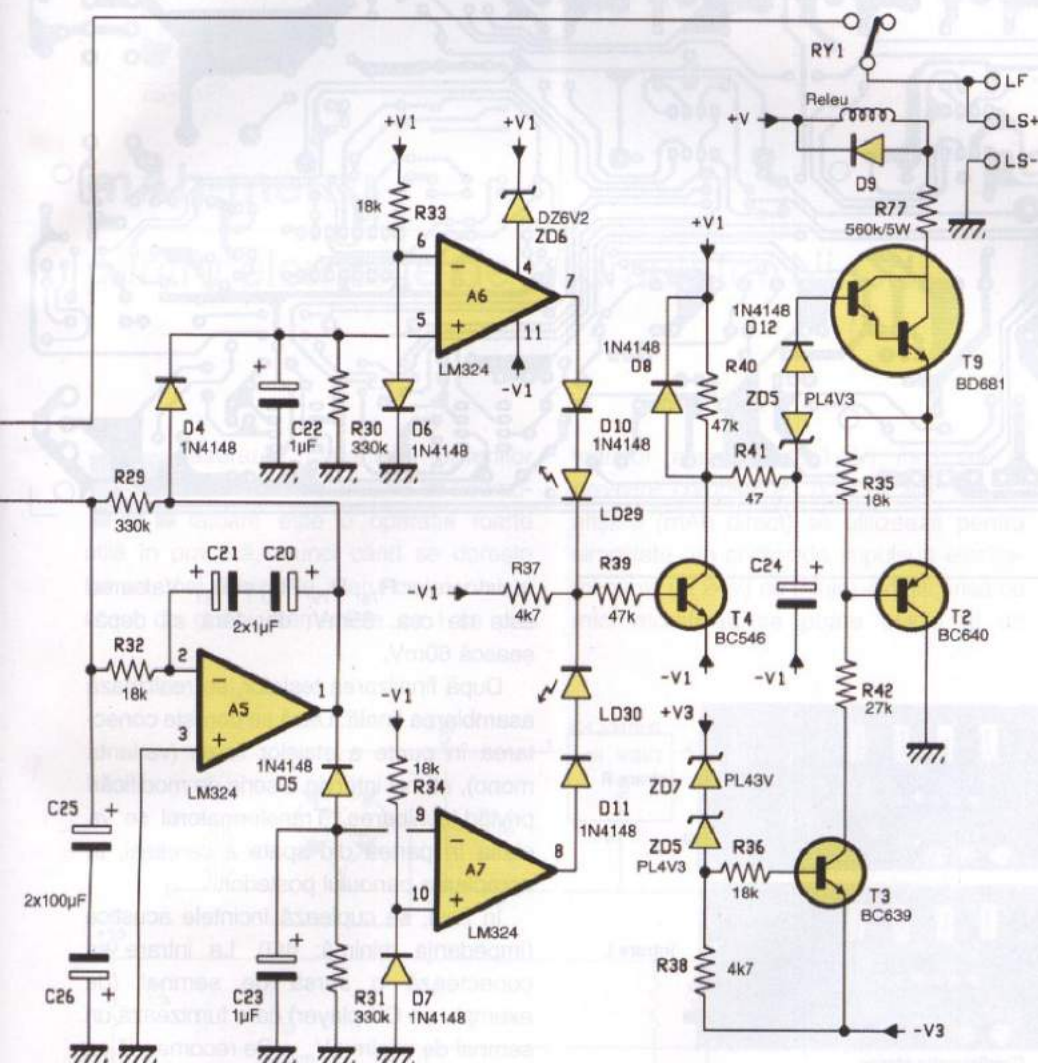 RY1
LF
Releu
+V
LS+
LS-
D9
R77
560k/5W
+V1
+V1
18k
R33
DZ6V2
ZD6
6
4
7
A6
5
11
LM324
-V1
+V1
1N4148
D12
1N4148
D8
R40
47k
ZD5
PL4V3
T9
BD681
D4
1N4148
C22
1µF
R30
330k
D6
1N4148
D10
1N4148
LD29
R41
47
R35
18k
R29
330k
C21
C20
2x1µF
-V1
R37
4k7
R39
47k
T4
BC546
C24
T2
BC640
-V1
-V1
R32
18k
2
3
1
A5
LM324
-V1
1N4148
D5
18k
R34
LD30
D11
1N4148
-V3
PL43V
ZD7
ZD5
PL4V3
R36
18k
R42
27k
T3
BC639
9
8
A7
10
LM324
C25
2x100µF
C26
C23
1µF
R31
330k
D7
1N4148
R38
4k7
-V3